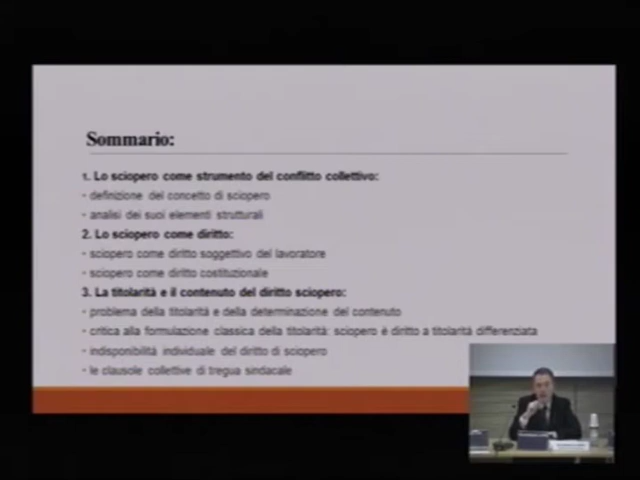 Sommario:
1. Lo sciopero come strumento del conflitto collettivo:
- definizione del concetto di sciopero
- analisi dei suoi elementi strutturali
2. Lo sciopero come diritto:
- sciopero come diritto soggettivo del lavoratore
- sciopero come diritto costituzionale
3. La titolarità e il contenuto del diritto sciopero:
- problema della titolarità e della determinazione del contenuto
- critica alla formulazione classica della titolarità: sciopero è diritto a titolarità differenziata
- indisponibilità individuale del diritto di sciopero
- le clausole collettive di tregua sindacale